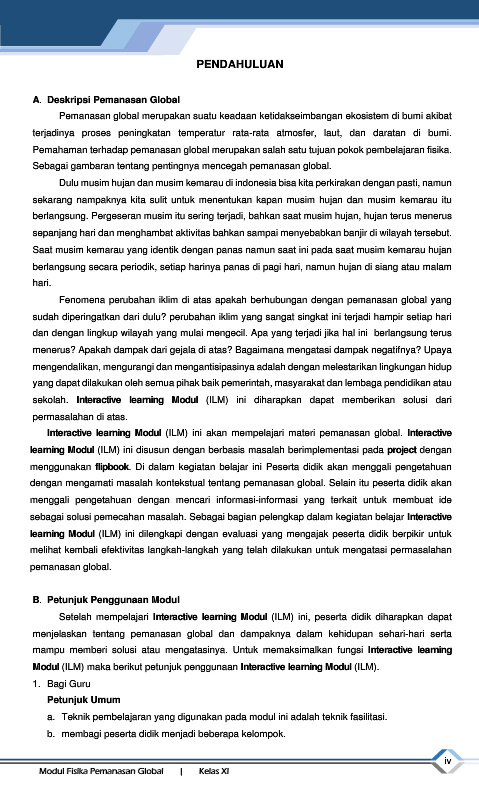 PENDAHULUAN
A. Deskripsi Pemanasan Global
Pemanasan global merupakan suatu keadaan ketidakseimbangan ekosistem di bumi akibat
terjadinya proses peningkatan temperatur rata-rata atmosfer, laut, dan daratan di bumi.
Pemahaman terhadap pemanasan global merupakan salah satu tujuan pokok pembelajaran fisika.
Sebagai gambaran tentang pentingnya mencegah pemanasan global.
Dulu musim hujan dan musim kemarau di indonesia bisa kita perkirakan dengan pasti, namun
sekarang nampaknya kita sulit untuk menentukan kapan musim hujan dan musim kemarau itu
berlangsung. Pergeseran musim itu sering terjadi, bahkan saat musim hujan, hujan terus menerus
sepanjang hari dan menghambat aktivitas bahkan sampai menyebabkan banjir di wilayah tersebut.
Saat musim kemarau yang identik dengan panas namun saat ini pada saat musim kemarau hujan
berlangsung secara periodik, setiap harinya panas di pagi hari, namun hujan di siang atau malam
hari.
Fenomena perubahan iklim di atas apakah berhubungan dengan pemanasan global yang
sudah diperingatkan dari dulu? perubahan iklim yang sangat singkat ini terjadi hampir setiap hari
dan dengan lingkup wilayah yang mulai mengecil. Apa yang terjadi jika hal ini berlangsung terus
menerus? Apakah dampak dari gejala di atas? Bagaimana mengatasi dampak negatifnya? Upaya
mengendalikan, mengurangi dan mengantisipasinya adalah dengan melestarikan lingkungan hidup
yang dapat dilakukan oleh semua pihak baik pemerintah, masyarakat dan lembaga pendidikan atau
sekolah. Interactive learning Modul (ILM) ini diharapkan dapat memberikan solusi dari
permasalahan di atas.
Interactive learning Modul (ILM) ini akan mempelajari materi pemanasan global. Interactive
learning Modul (ILM) ini disusun dengan berbasis masalah berimplementasi pada project dengan
menggunakan flipbook. Di dalam kegiatan belajar ini Peserta didik akan menggali pengetahuan
dengan mengamati masalah kontekstual tentang pemanasan global. Selain itu peserta didik akan
menggali pengetahuan dengan mencari informasi-informasi yang terkait untuk membuat ide
sebagai solusi pemecahan masalah. Sebagai bagian pelengkap dalam kegiatan belajar Interactive
learning Modul (ILM) ini dilengkapi dengan evaluasi yang mengajak peserta didik berpikir untuk
melihat kembali efektivitas langkah-langkah yang telah dilakukan untuk mengatasi permasalahan
pemanasan global.
B. Petunjuk Penggunaan Modul
Setelah mempelajari Interactive learning Modul (ILM) ini, peserta didik diharapkan dapat
menjelaskan tentang pemanasan global dan dampaknya dalam kehidupan sehari-hari serta
mampu memberi solusi atau mengatasinya. Untuk memaksimalkan fungsi Interactive learning
Modul (ILM) maka berikut petunjuk penggunaan Interactive learning Modul (ILM).
1. Bagi Guru
Petunjuk Umum
a. Teknik pembelajaran yang digunakan pada modul ini adalah teknik fasilitasi.
b. membagi peserta didik menjadi beberapa kelompok.
iv
Modul Fisika Pemanasan Global | Kelas XI